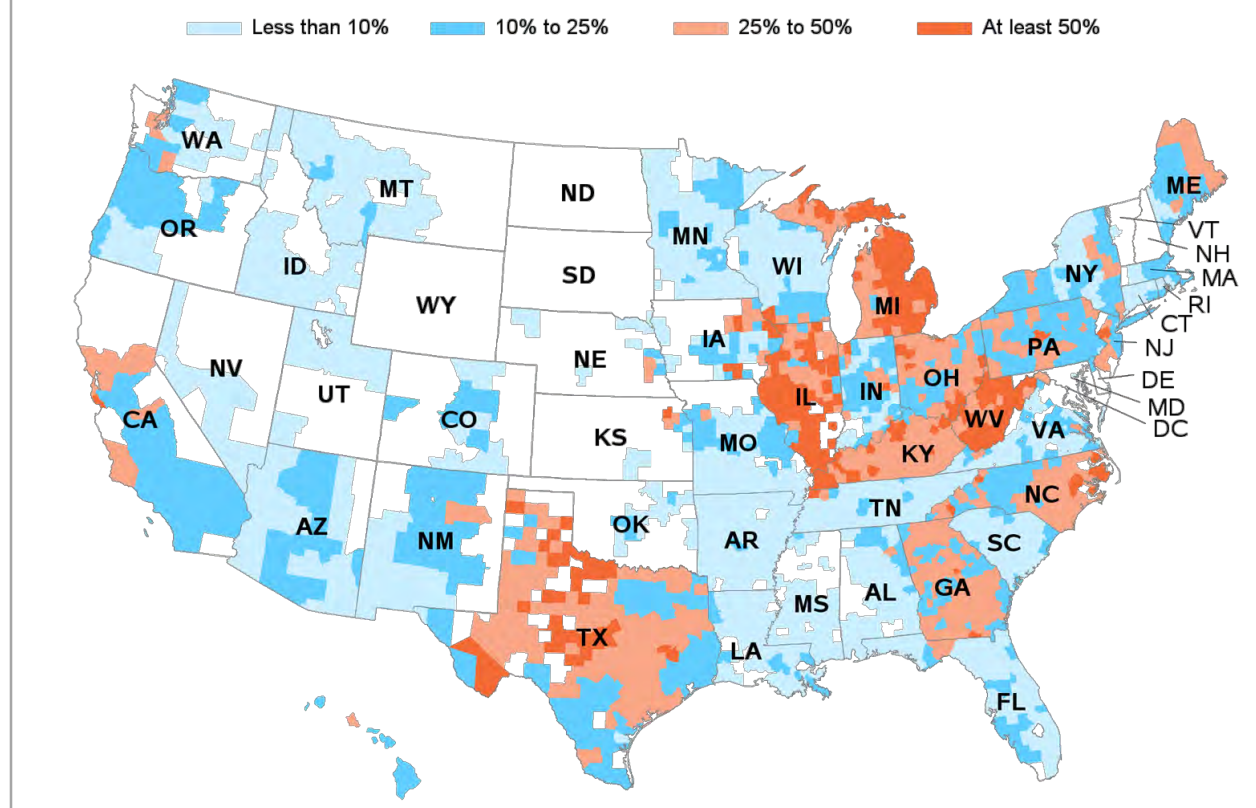 Less than 10%
10% to 25%
25% to 50%
At least 50%
WA
MT
ND
ME
OR
MN
VT
ID
SD
WI
NY
NH
MA
WY
MI
RI
CT
IA
PA
NJ
NV
NE
OH
DE
UT
IL
IN
MD
CA
CO
WV
DC
KS
MO
VA
KY
NC
TN
AZ
NM
OK
AR
SC
MS
AL
GA
TX
LA
FL